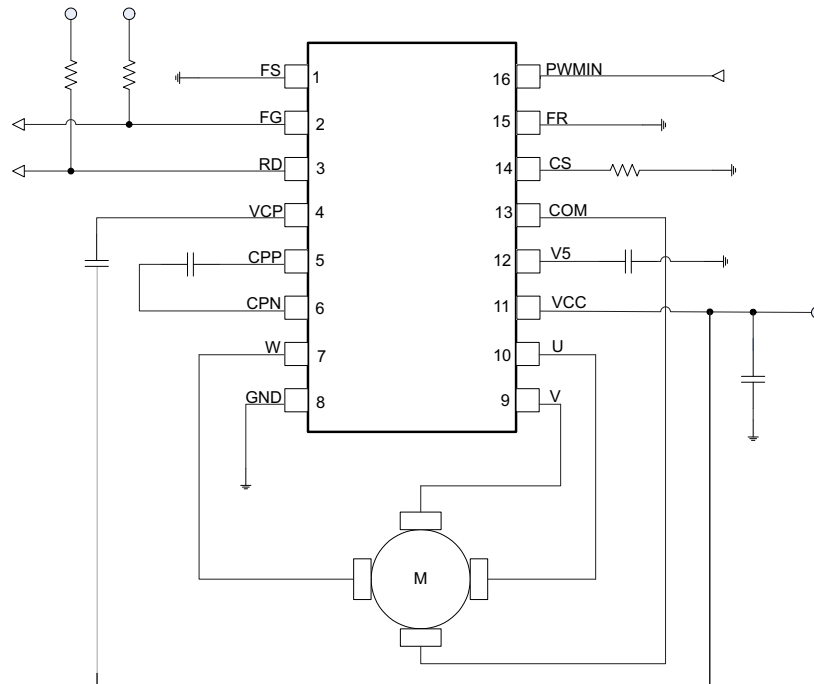 FS 1
FG 2
RD 3
VCP 4
CPP 5
CPN 6
W 7
GND 8
16 PWMIN
15 FR
14 CS
13 COM
12 V5
11 VCC
10 U
9 V
M